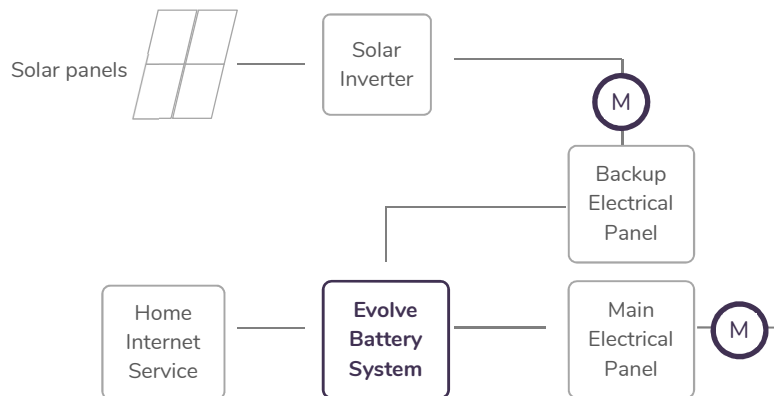 Solar panels
Solar
Inverter
M
Backup
Electrical
Panel
Home
Internet
Service
Evolve
Battery
System
Main
Electrical
Panel
M